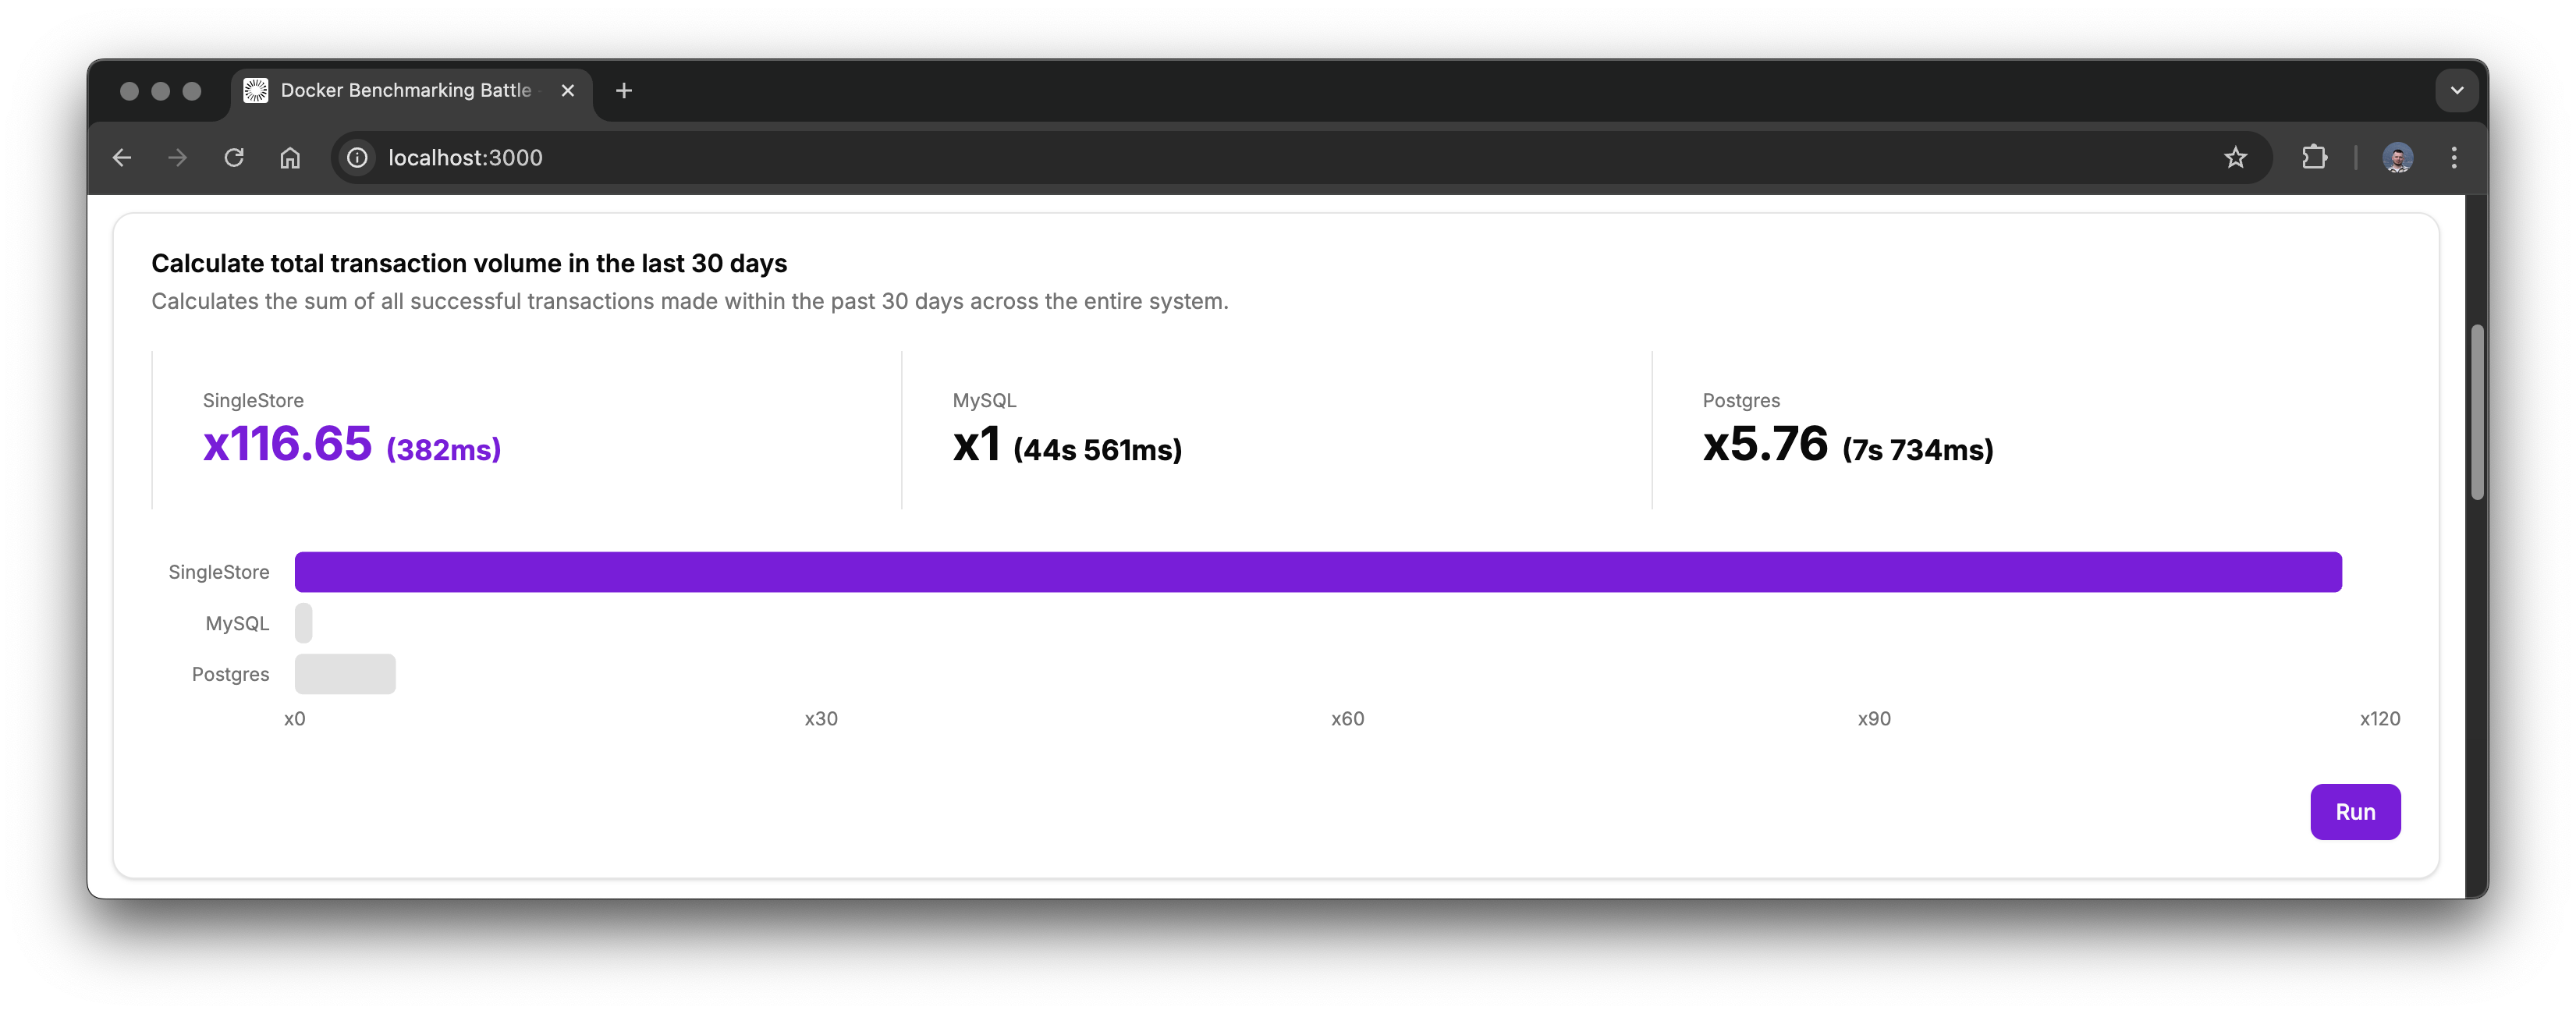 Docker Benchmarking Battle
localhost:3000
Calculate total transaction volume in the last 30 days
Calculates the sum of all successful transactions made within the past 30 days across the entire system.
SingleStore
x116.65 (382ms)
MySQL
x1 (44s 561ms)
Postgres
x5.76 (7s 734ms)
SingleStore
MySQL
Postgres
x0 x30 x60 x90 x120
Run